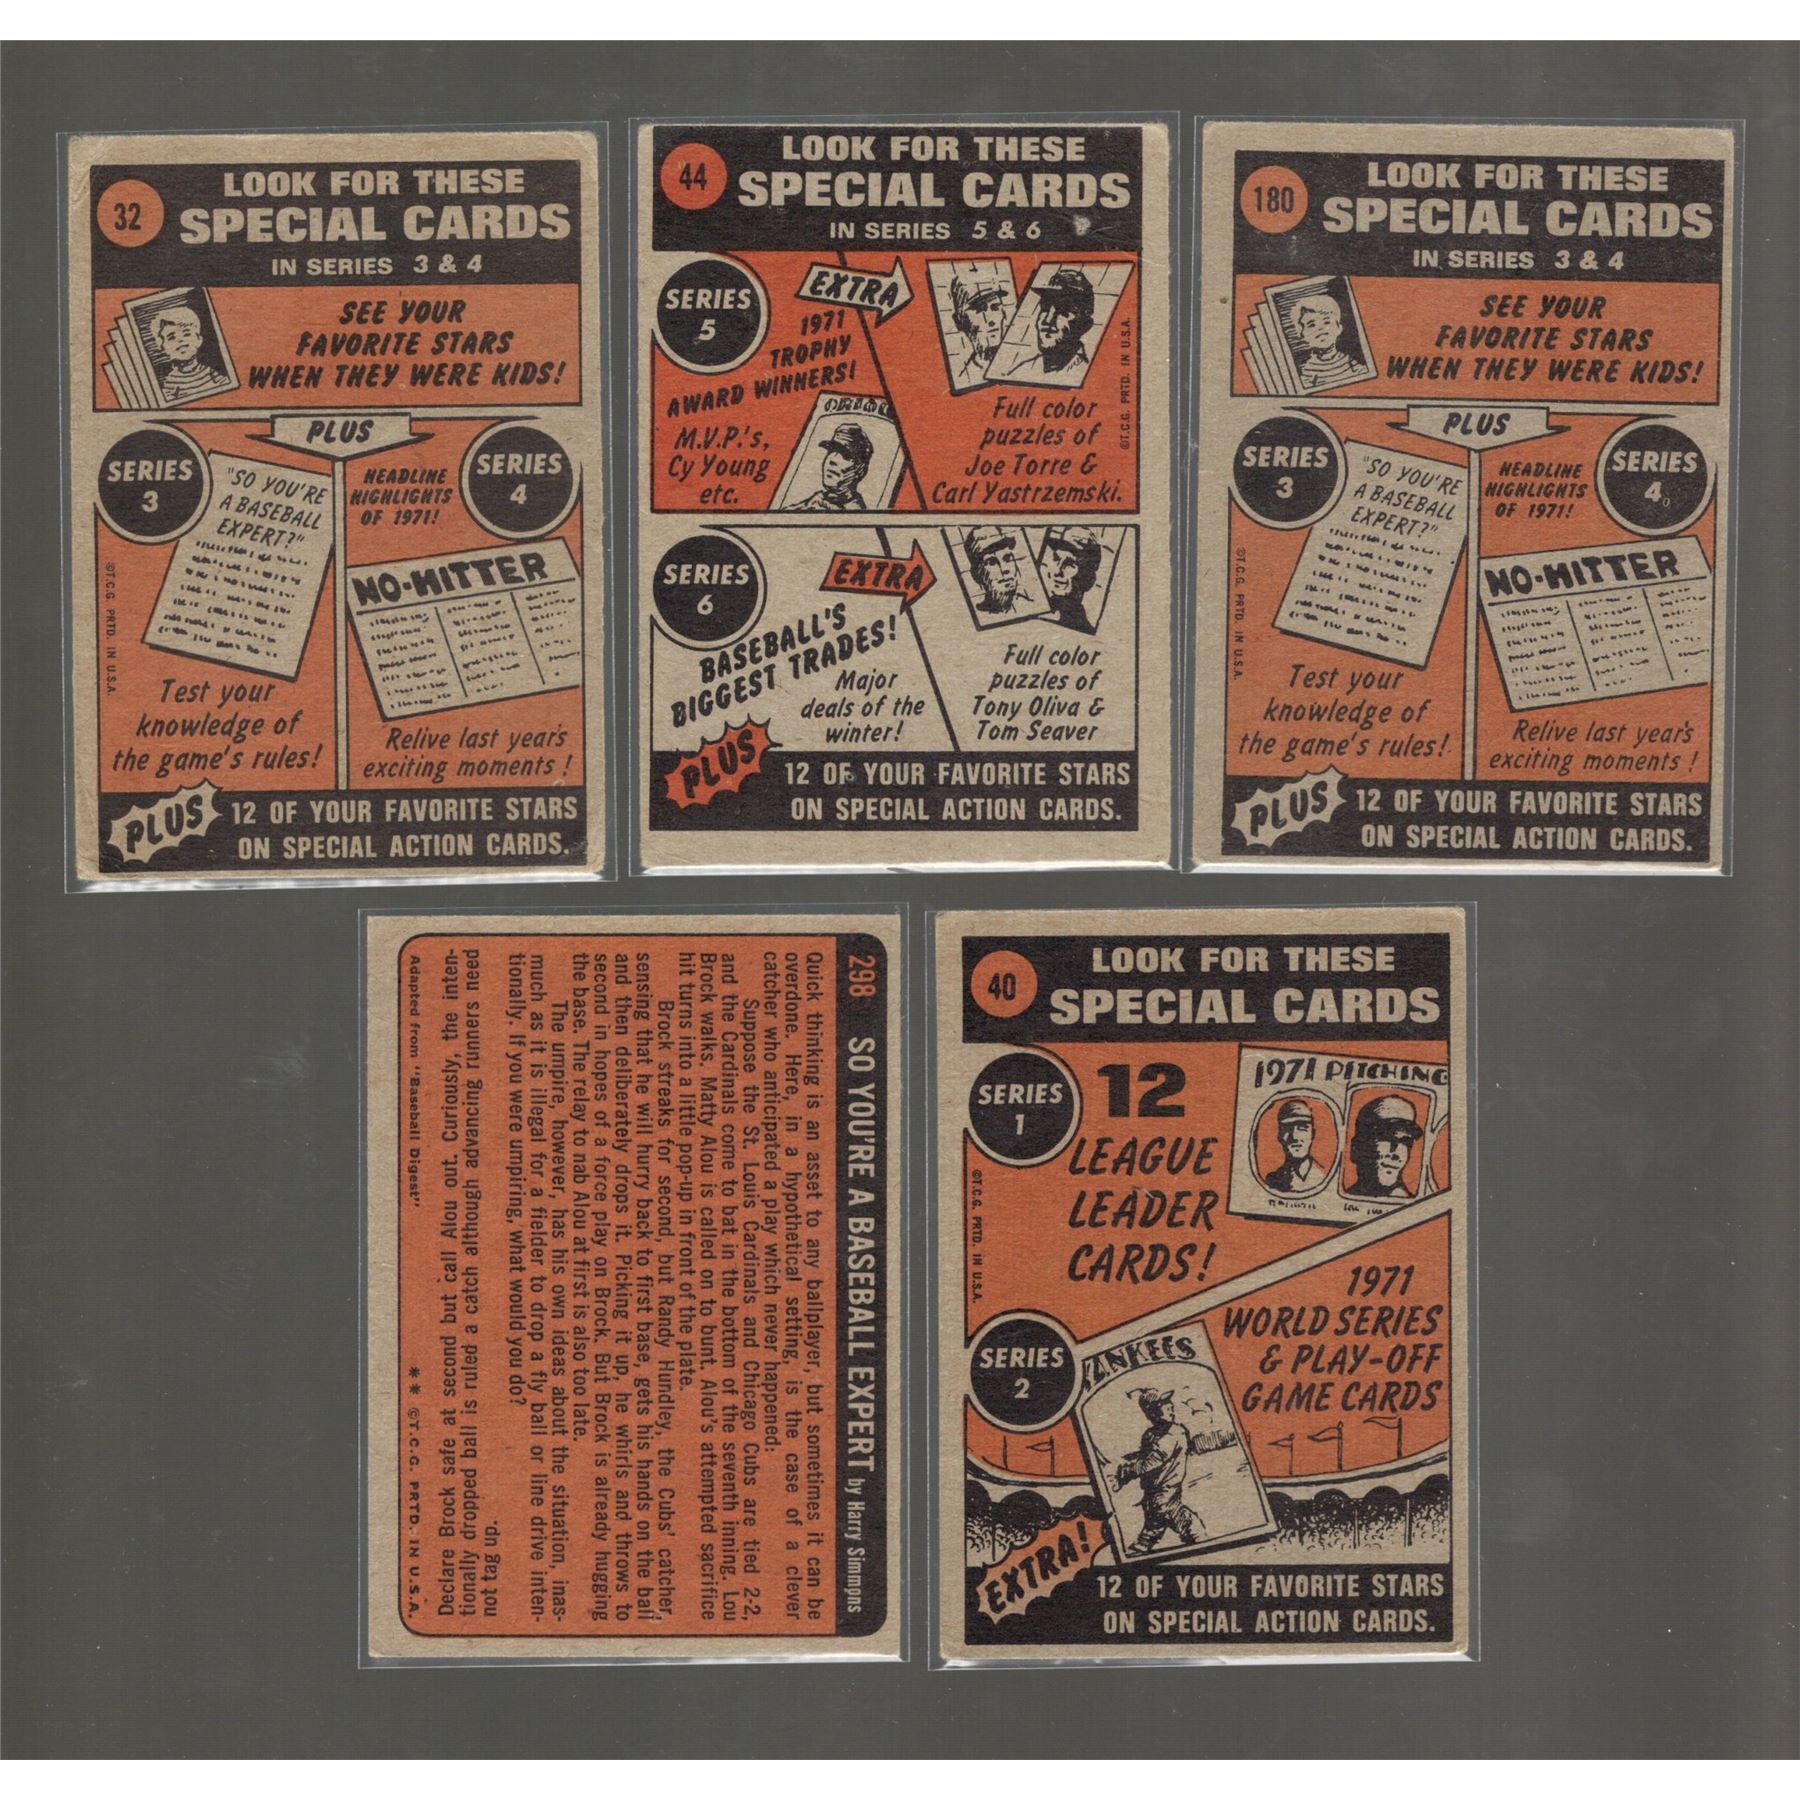 32
LOOK FOR THESE
SPECIAL CARDS
IN SERIES 3 & 4
SEE YOUR
FAVORITE STARS
WHEN THEY WERE KIDS!
PLUS
SERIES
3
"SO YOU'RE
A BASEBALL
EXPERT?"
HEADLINE
HIGHLIGHTS
OF 1971!
SERIES
4
NO-HITTER
©T.C.G. PRTD. IN U.S.A.
Test your
knowledge of
the game's rules!
Relive last year's
exciting moments!
PLUS
12 OF YOUR FAVORITE STARS
ON SPECIAL ACTION CARDS.
44
LOOK FOR THESE
SPECIAL CARDS
IN SERIES 5 & 6
SERIES
5
EXTRA
1971
TROPHY
AWARD WINNERS!
M.V.P.'s,
Cy Young
etc.
Full color
puzzles of
Joe Torre &
Carl Yastrzemski.
©T.C.G. PRTD. IN U.S.A.
SERIES
6
EXTRA
BASEBALL'S
BIGGEST TRADES!
Major
deals of the
winter!
Full color
puzzles of
Tony Oliva &
Tom Seaver
PLUS
12 OF YOUR FAVORITE STARS
ON SPECIAL ACTION CARDS.
180
LOOK FOR THESE
SPECIAL CARDS
IN SERIES 3 & 4
SEE YOUR
FAVORITE STARS
WHEN THEY WERE KIDS!
PLUS
SERIES
3
"SO YOU'RE
A BASEBALL
EXPERT?"
HEADLINE
HIGHLIGHTS
OF 1971!
SERIES
4
NO-HITTER
©T.C.G. PRTD. IN U.S.A.
Test your
knowledge of
the game's rules!
Relive last year's
exciting moments!
PLUS
12 OF YOUR FAVORITE STARS
ON SPECIAL ACTION CARDS.
298 SO YOU'RE A BASEBALL EXPERT by Harry Simmons
Quick thinking is an asset to any ballplayer, but sometimes it can be
overdone. Here, in a hypothetical setting, is the case of a clever
catcher who anticipated a play which never happened:
Suppose the St. Louis Cardinals and Chicago Cubs are tied 2-2,
and the Cardinals come to bat in the bottom of the seventh inning. Lou
Brock walks. Matty Alou is called on to bunt. Alou's attempted sacrifice
hit turns into a little pop-up in front of the plate.
Brock streaks for second, but Randy Hundley, the Cubs' catcher,
sensing that he will hurry back to first base, gets his hands on the ball
and then deliberately drops it. Picking it up, he whirls and throws to
second in hopes of a force play on Brock. But Brock is already hugging
the base. The relay to nab Alou at first is also too late.
The umpire, however, has his own ideas about the situation, inas-
much as it is illegal for a fielder to drop a fly ball or line drive inten-
tionally. If you were umpiring, what would you do?
Declare Brock safe at second but call Alou out. Curiously, the inten-
tionally dropped ball is ruled a catch although advancing runners need
not tag up.
Adapted from "Baseball Digest" ** ©T.C.G. PRTD. IN U.S.A.
40
LOOK FOR THESE
SPECIAL CARDS
SERIES
1
12
LEAGUE
LEADER
CARDS!
1971 PITCHING
©T.C.G. PRTD. IN U.S.A.
SERIES
2
YANKEES
1971
WORLD SERIES
& PLAY-OFF
GAME CARDS
EXTRA!
12 OF YOUR FAVORITE STARS
ON SPECIAL ACTION CARDS.